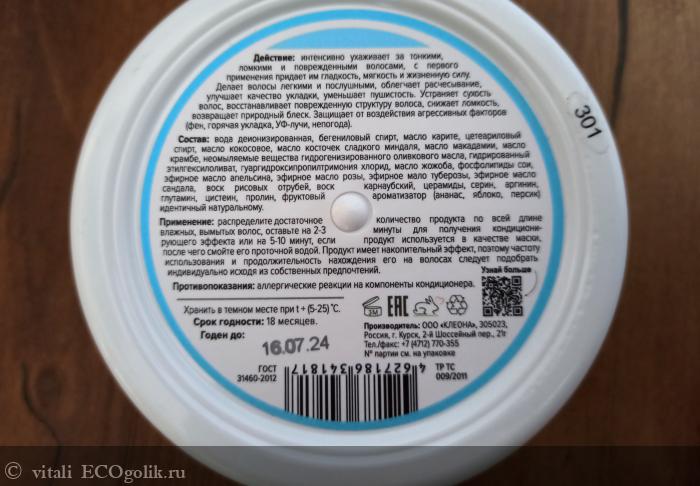 Действие: интенсивно ухаживает за тонкими,
ломкими и поврежденными волосами, с первого
применения придает им гладкость, мягкость и жизненную силу.
Делает волосы легкими и послушными, облегчает расчесывание,
улучшает качество укладки, уменьшает пушистость. Устраняет сухость
волос, восстанавливает поврежденную структуру волоса, снижает ломкость,
возвращает природный блеск. Защищает от воздействия агрессивных факторов
(фен, горячая укладка, УФ-лучи, непогода).
301
Состав: вода деионизированная, бегениловый спирт, масло карите, цетеариловый
спирт, масло кокосовое, масло косточек сладкого миндаля, масло макадамии, масло
крамбе, неомыляемые вещества гидрогенизированного оливкового масла, гидрированный
этилгексилоливат, гуаргидроксипропилтримония хлорид, масло жожоба, фосфолипиды сои,
эфирное масло апельсина, эфирное масло розы, эфирное мало туберозы, эфирное масло
сандала, воск рисовых отрубей, воск карнаубский, церамиды, серин, аргинин,
глутамин, цистеин, пролин, фруктовый ароматизатор (ананас, яблоко, персик)
идентичный натуральному.
Применение: распределите достаточное количество продукта по всей длине
влажных, вымытых волос, оставьте на 2-3 минуты для получения кондициони-
рующего эффекта или на 5-10 минут, если продукт используется в качестве маски,
после чего смойте его проточной водой. Продукт имеет накопительный эффект, поэтому частоту
использования и продолжительность нахождения его на волосах следует подобрать
индивидуально исходя из собственных предпочтений.
Узнай больше
Противопоказания: аллергические реакции на компоненты кондиционера.
Хранить в темном месте при t + (5-25) °С.
Срок годности: 18 месяцев.
Годен до:
16.07.24
3М
EAC
Производитель: ООО «КЛЕОНА», 305023,
Россия, г. Курск, 2-й Шоссейный пер., 21г
Тел./факс: +7 (4712) 770-355
N° партии см. на упаковке
ГОСТ
31460-2012
4 627186 341817
ТР ТС
009/2011
© vitali ECOgolik.ru